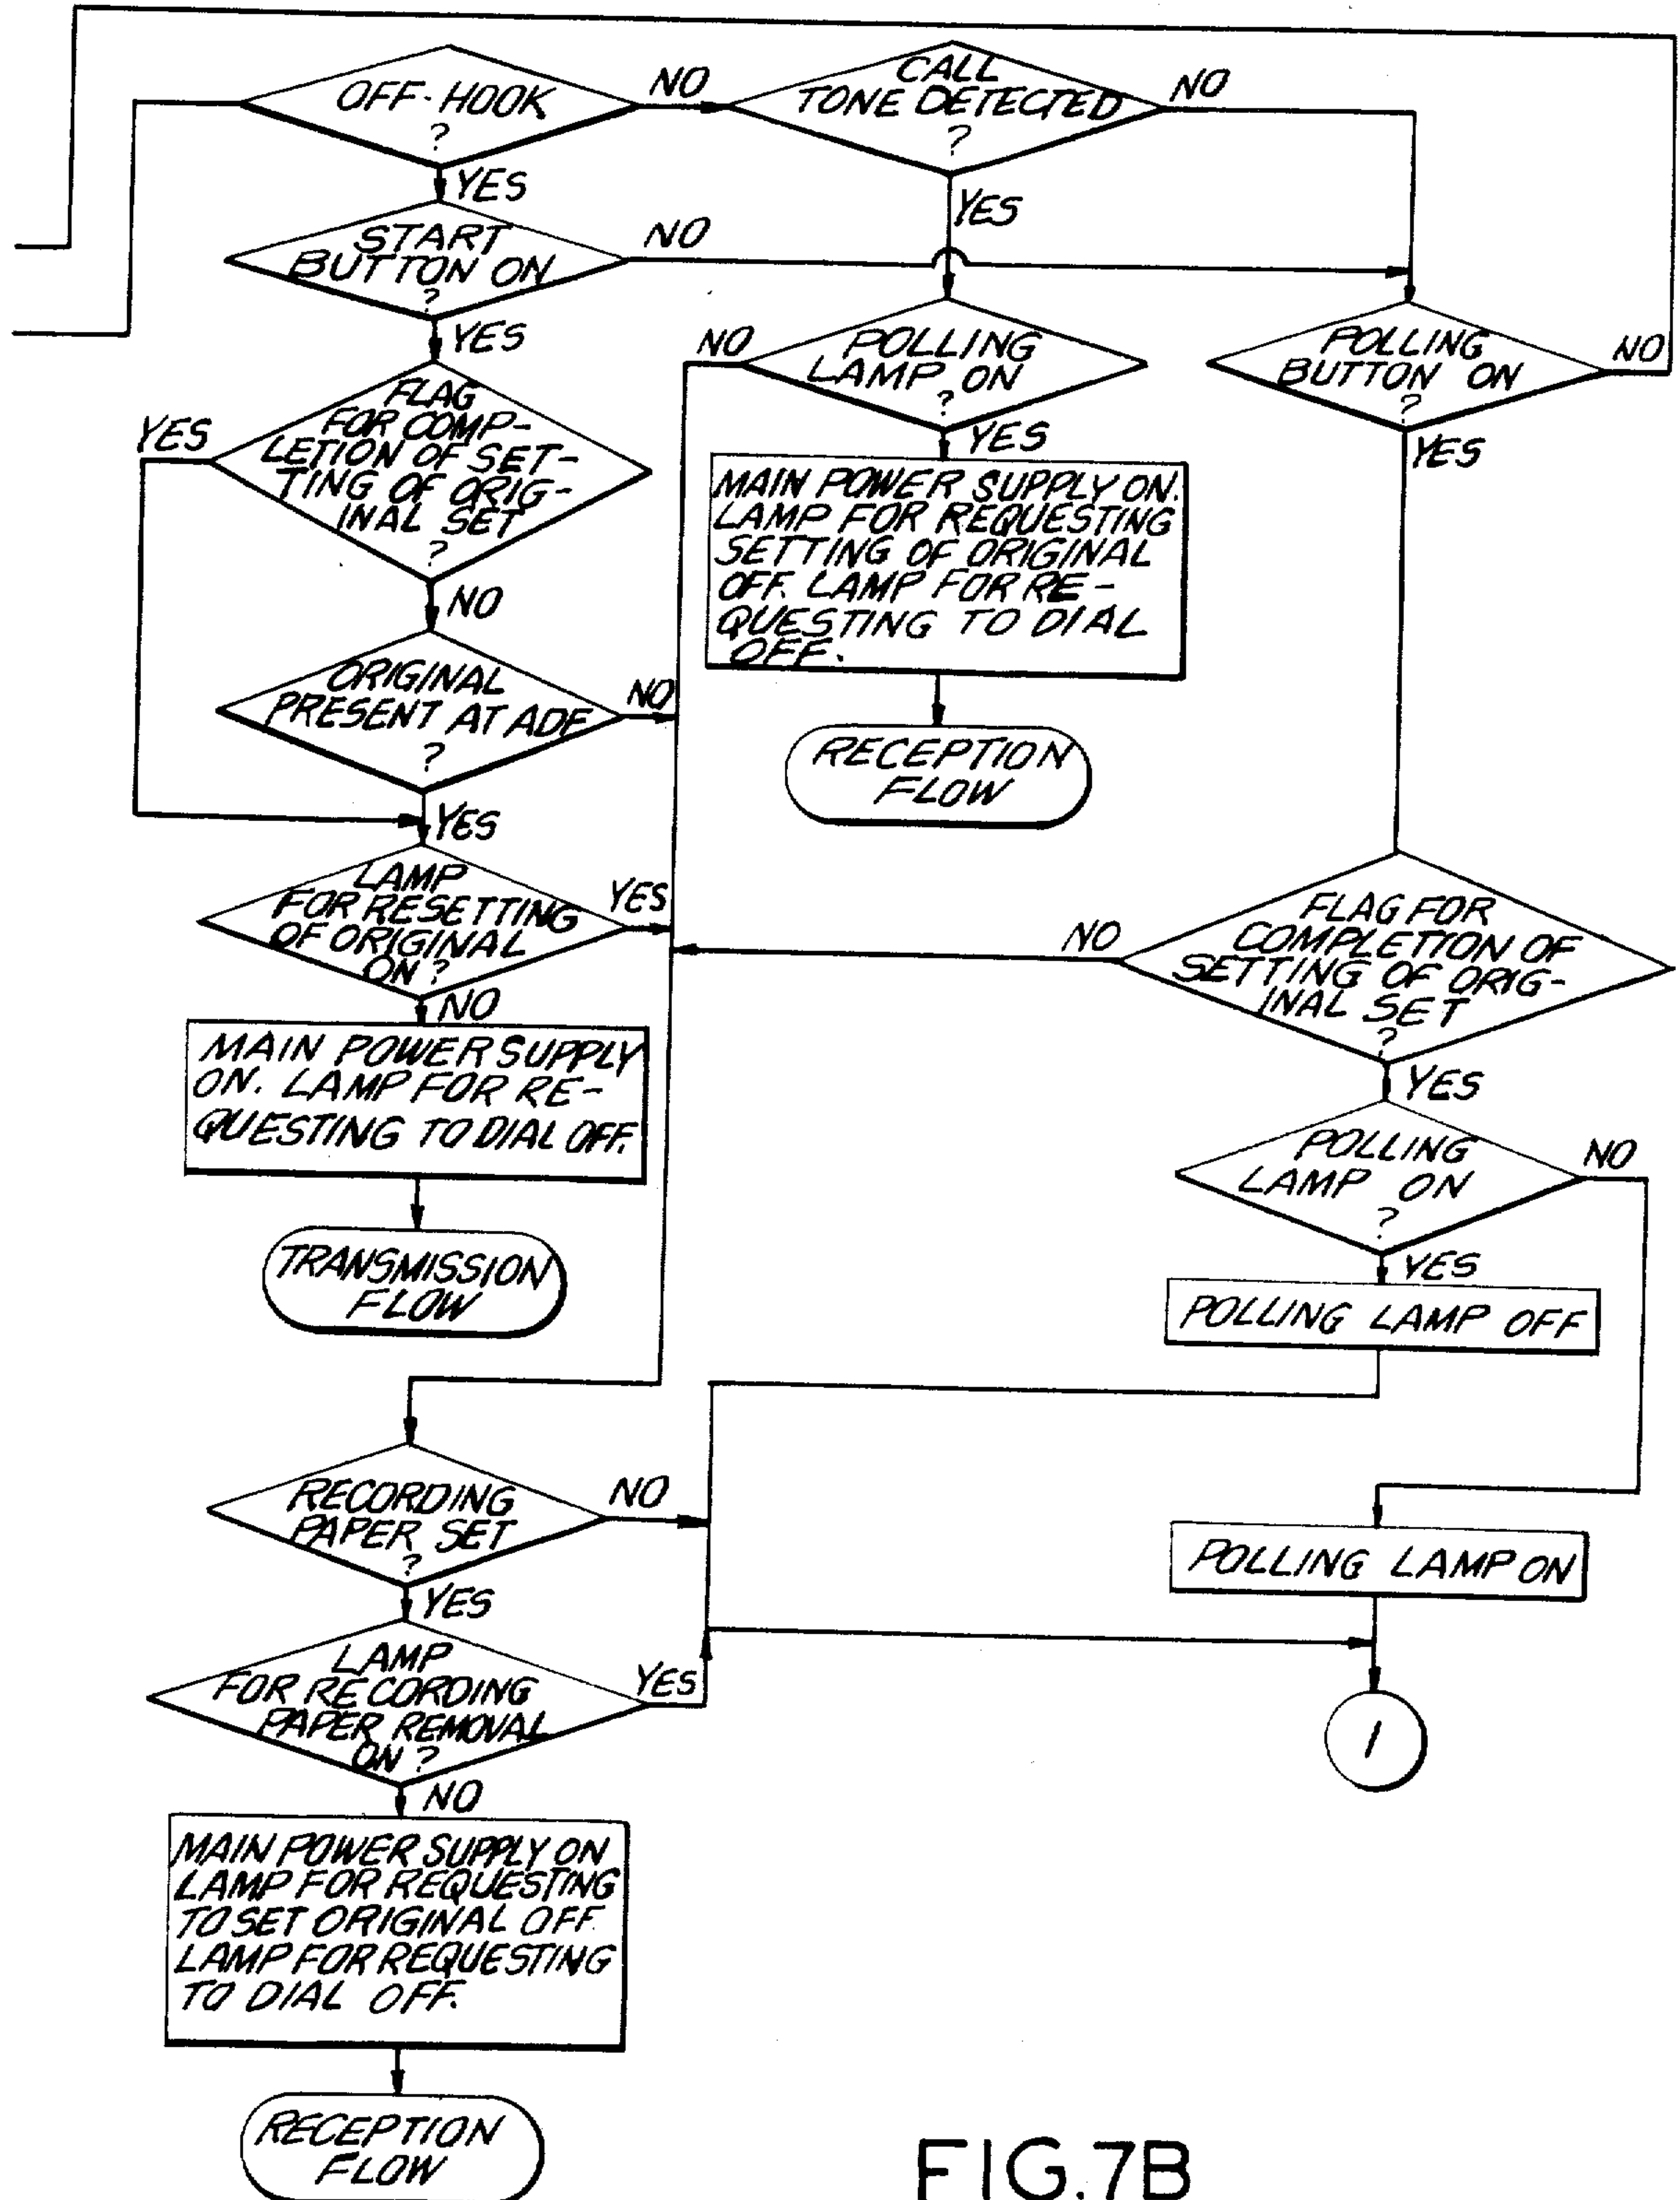 OFF-HOOK
?
NO
CALL
TONE DETECTED
?
NO
YES
YES
START
BUTTON ON
?
NO
YES
POLLING
LAMP ON
?
NO
YES
POLLING
BUTTON ON
?
NO
YES
FLAG
FOR COMP-
LETION OF SET-
TING OF ORIG-
INAL SET
?
YES
NO
MAIN POWER SUPPLY ON.
LAMP FOR REQUESTING
SETTING OF ORIGINAL
OFF. LAMP FOR RE-
QUESTING TO DIAL
OFF.
RECEPTION
FLOW
ORIGINAL
PRESENT AT ADF
?
NO
YES
LAMP
FOR RESETTING
OF ORIGINAL
ON ?
YES
NO
FLAG FOR
COMPLETION OF
SETTING OF ORIG-
INAL SET
?
NO
YES
MAIN POWER SUPPLY
ON. LAMP FOR RE-
QUESTING TO DIAL OFF.
TRANSMISSION
FLOW
POLLING
LAMP ON
?
NO
YES
POLLING LAMP OFF
RECORDING
PAPER SET
?
NO
YES
POLLING LAMP ON
LAMP
FOR RECORDING
PAPER REMOVAL
ON ?
YES
NO
1
MAIN POWER SUPPLY ON
LAMP FOR REQUESTING
TO SET ORIGINAL OFF.
LAMP FOR REQUESTING
TO DIAL OFF.
RECEPTION
FLOW
FIG.7B